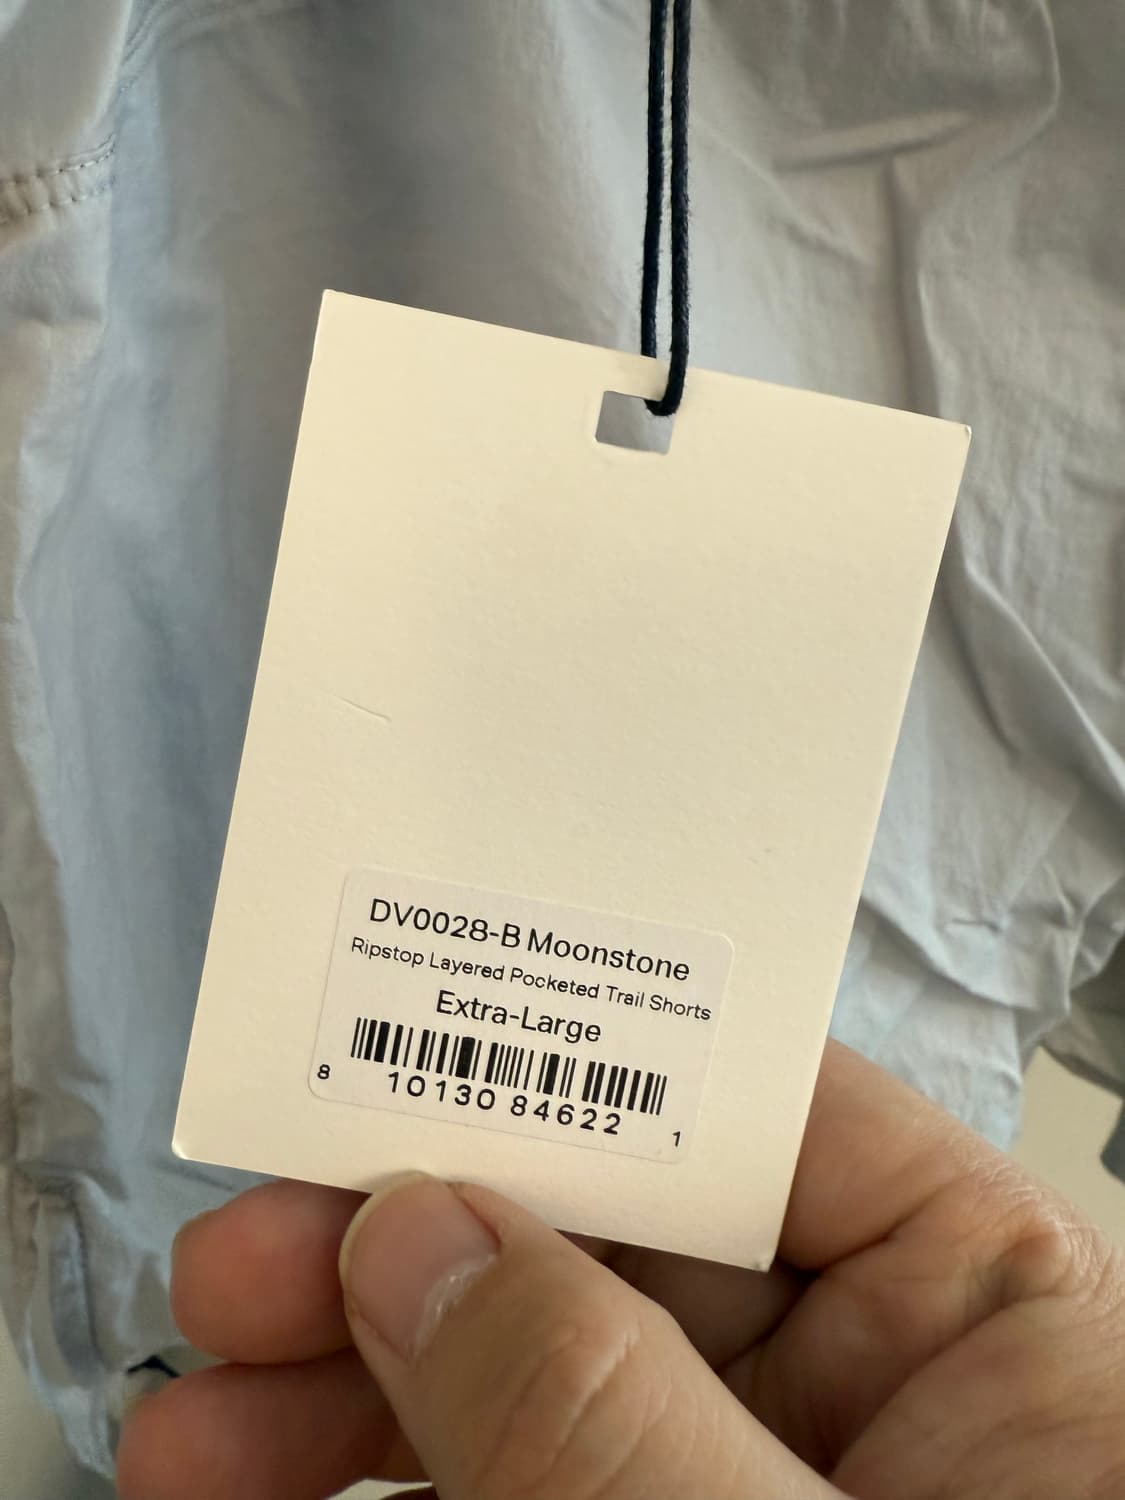 DV0028-B Moonstone
Ripstop Layered Pocketed Trail Shorts
Extra-Large
8 10130 84622 1